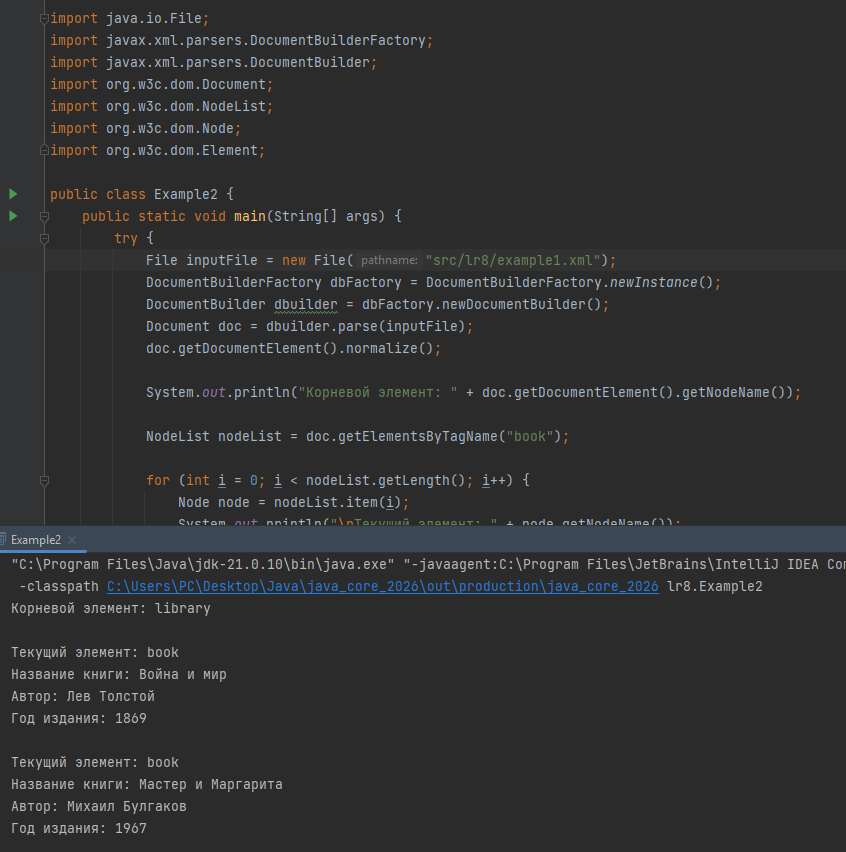 import java.io.File;
import javax.xml.parsers.DocumentBuilderFactory;
import javax.xml.parsers.DocumentBuilder;
import org.w3c.dom.Document;
import org.w3c.dom.NodeList;
import org.w3c.dom.Node;
import org.w3c.dom.Element;
public class Example2 {
public static void main(String[] args) {
try {
File inputFile = new File( pathname: "src/lr8/example1.xml");
DocumentBuilderFactory dbFactory = DocumentBuilderFactory.newInstance();
DocumentBuilder dbuilder = dbFactory.newDocumentBuilder();
Document doc = dbuilder.parse(inputFile);
doc.getDocumentElement().normalize();
System.out.println("Корневой элемент: " + doc.getDocumentElement().getNodeName());
NodeList nodeList = doc.getElementsByTagName("book");
for (int i = 0; i < nodeList.getLength(); i++) {
Node node = nodeList.item(i);
System.out.println("\nТекущий элемент: " + node.getNodeName());
Example2
"C:\Program Files\Java\jdk-21.0.10\bin\java.exe" "-javaagent:C:\Program Files\JetBrains\IntelliJ IDEA Con
-classpath C:\Users\PC\Desktop\Java\java_core_2026\out\production\java_core_2026 lr8.Example2
Корневой элемент: library
Текущий элемент: book
Название книги: Война и мир
Автор: Лев Толстой
Год издания: 1869
Текущий элемент: book
Название книги: Мастер и Маргарита
Автор: Михаил Булгаков
Год издания: 1967